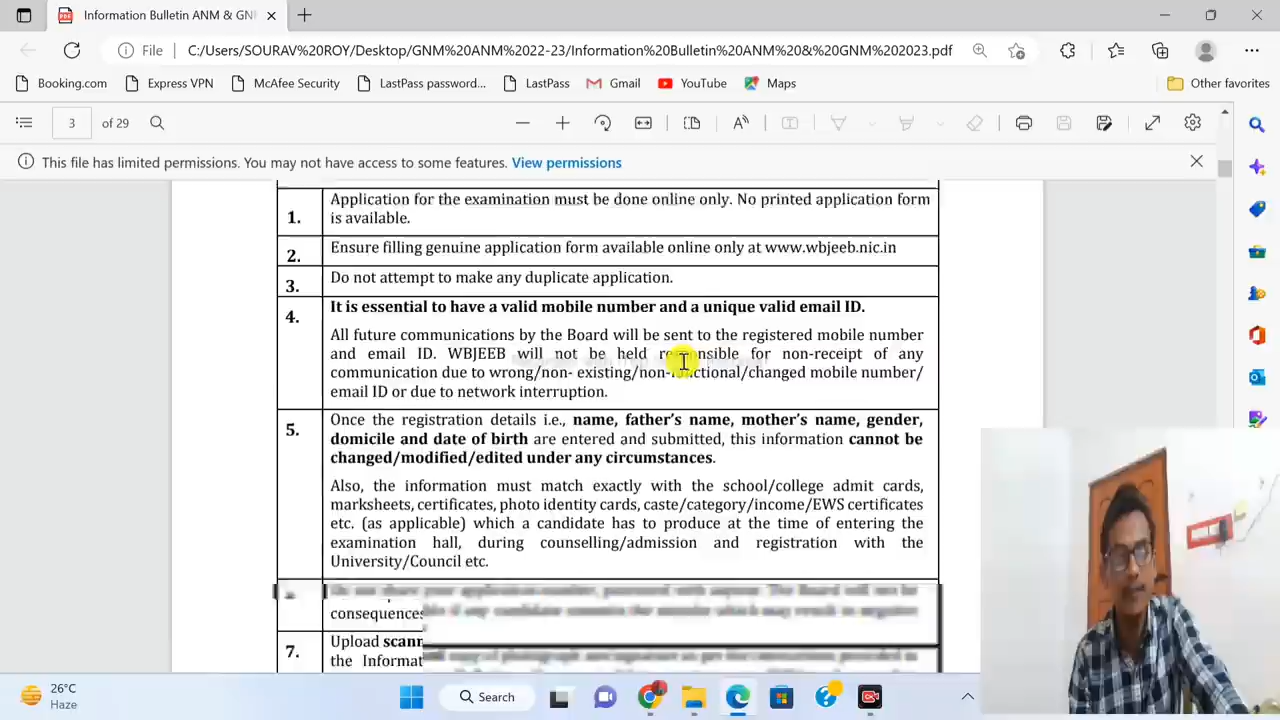 Information Bulletin ANM & GNM
File C:/Users/SOURAV%20ROY/Desktop/GNM%20ANM%2022-23/Information%20Bulletin%20ANM%20&%20GNM%202023.pdf
Booking.com Express VPN McAfee Security LastPass password... LastPass Gmail YouTube Maps Other favorites
3 of 29
This file has limited permissions. You may not have access to some features. View permissions
1. Application for the examination must be done online only. No printed application form
is available.
2. Ensure filling genuine application form available online only at www.wbjeeb.nic.in
3. Do not attempt to make any duplicate application.
4. It is essential to have a valid mobile number and a unique valid email ID.
All future communications by the Board will be sent to the registered mobile number
and email ID. WBJEEB will not be held responsible for non-receipt of any
communication due to wrong/non- existing/non-functional/changed mobile number/
email ID or due to network interruption.
5. Once the registration details i.e., name, father's name, mother's name, gender,
domicile and date of birth are entered and submitted, this information cannot be
changed/modified/edited under any circumstances.
Also, the information must match exactly with the school/college admit cards,
marksheets, certificates, photo identity cards, caste/category/income/EWS certificates
etc. (as applicable) which a candidate has to produce at the time of entering the
examination hall, during counselling/admission and registration with the
University/Council etc.
consequences
7. Upload scann
the Informat
26°C
Haze
Search